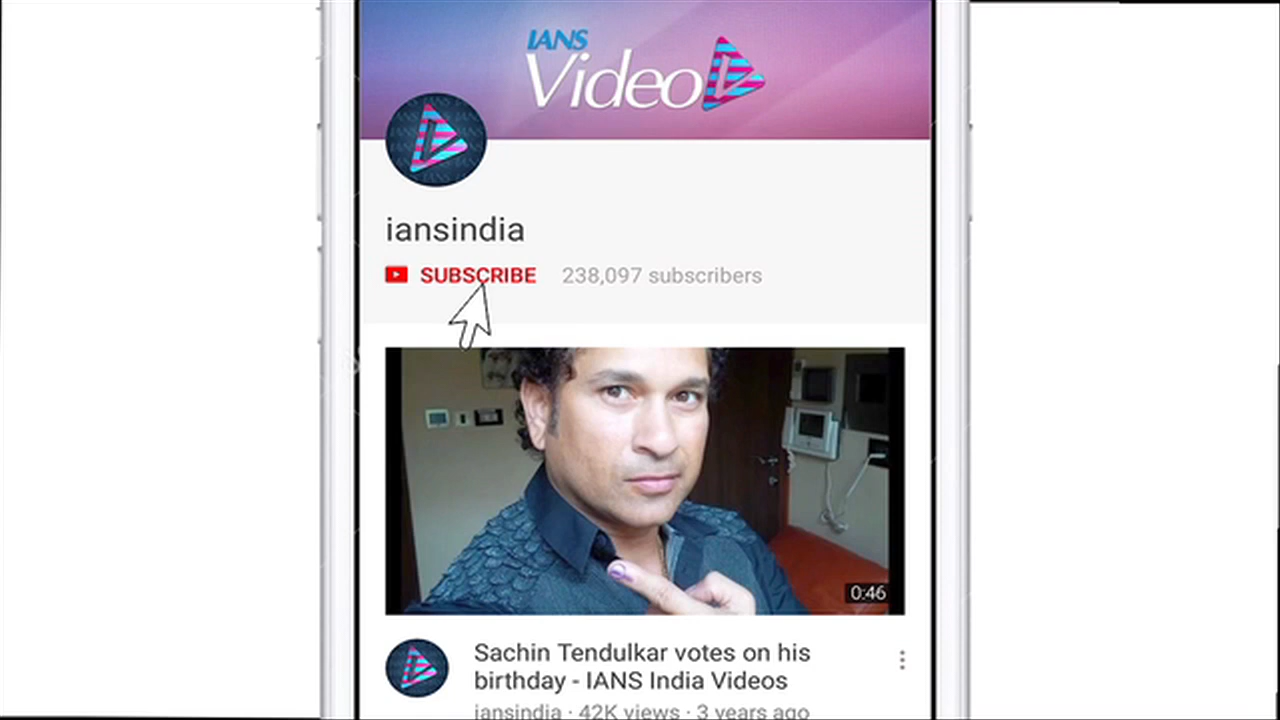 IANS
Video
iansindia
SUBSCRIBE 238,097 subscribers
0:46
Sachin Tendulkar votes on his
birthday - IANS India Videos
iansindia · 42K views · 3 years ago